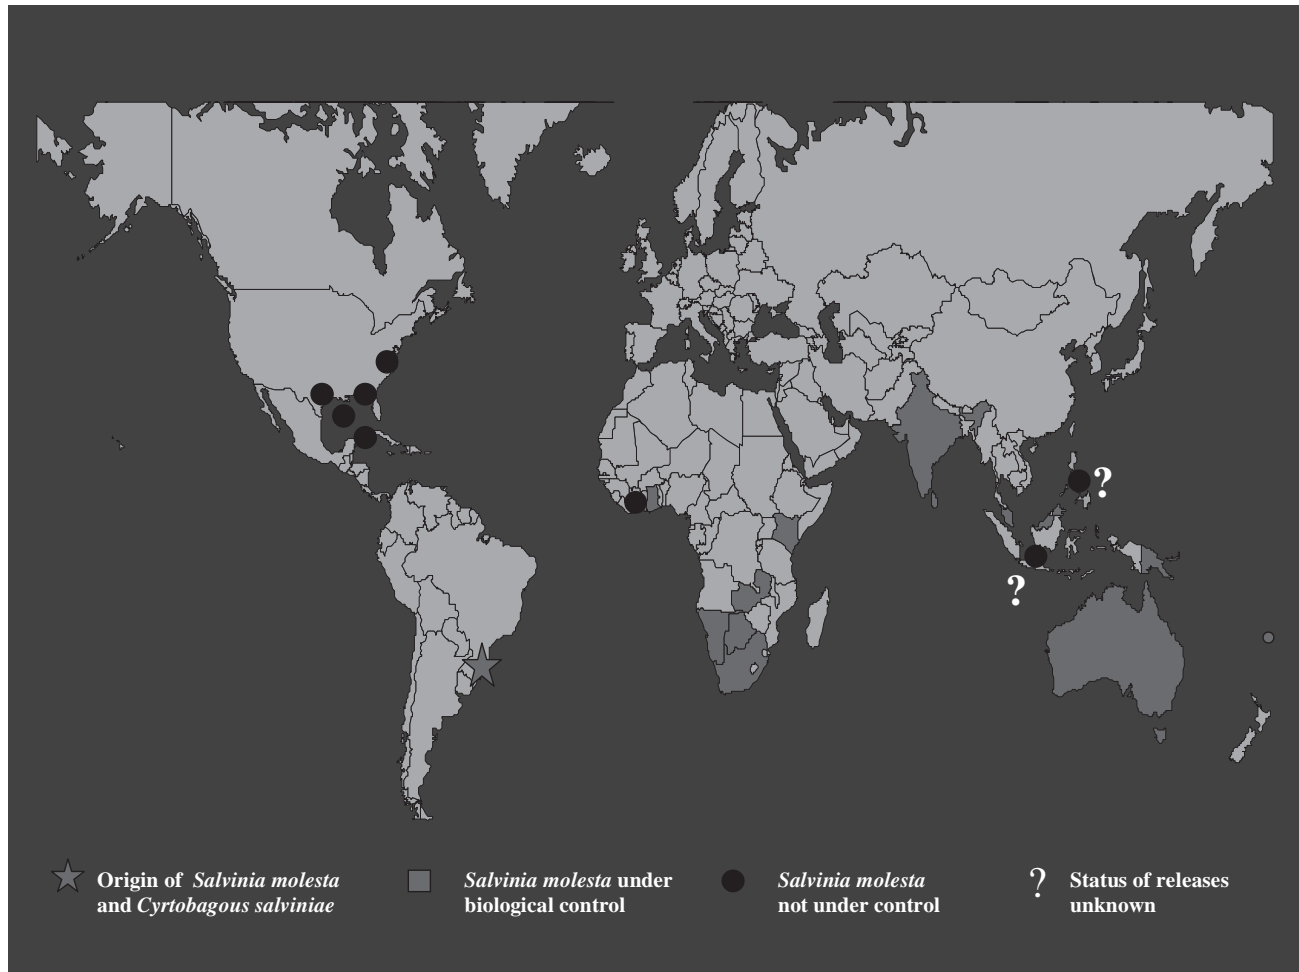 ?
?
Origin of Salvinia molesta
and Cyrtobagous salviniae
Salvinia molesta under
biological control
Salvinia molesta
not under control
? Status of releases
unknown